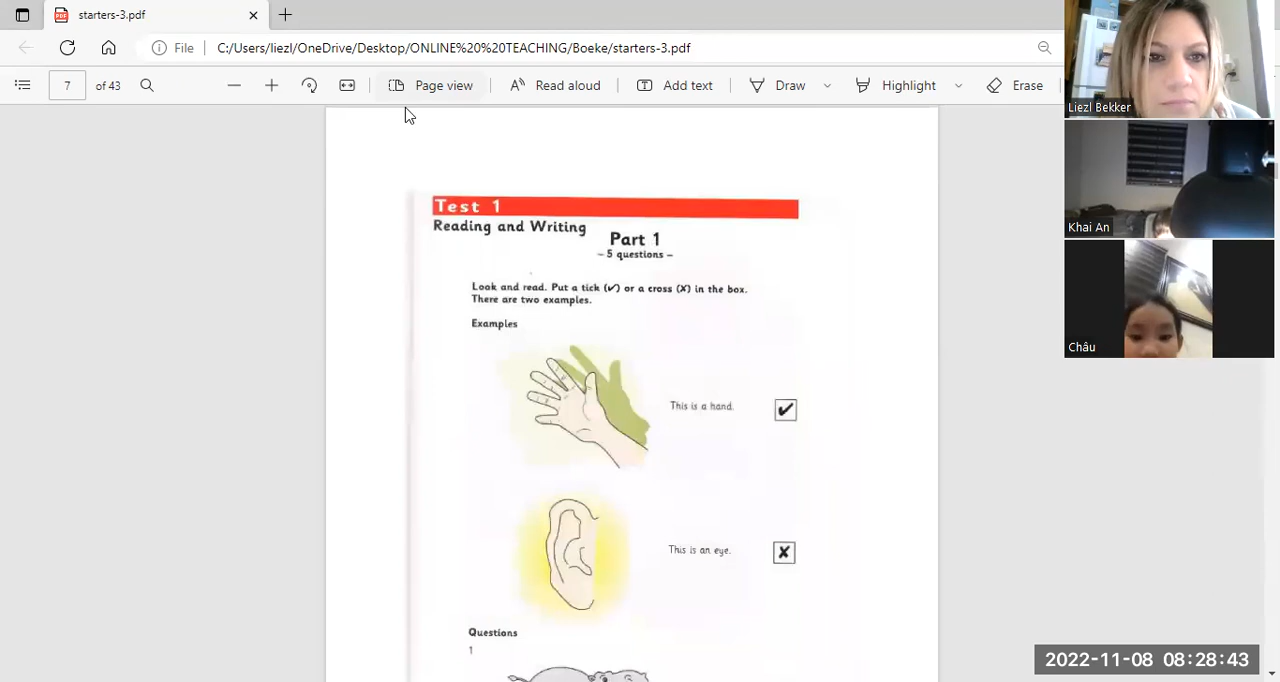 starters-3.pdf
File
C:/Users/liezl/OneDrive/Desktop/ONLINE%20%20TEACHING/Boeke/starters-3.pdf
7 of 43
Page view
Read aloud
Add text
Draw
Highlight
Erase
Liezl Bekker
Khai An
Châu
Test 1
Reading and Writing
Part 1
– 5 questions –
Look and read. Put a tick (✔) or a cross (✘) in the box.
There are two examples.
Examples
This is a hand. ✔
This is an eye. ✘
Questions
1
2022-11-08 08:28:43